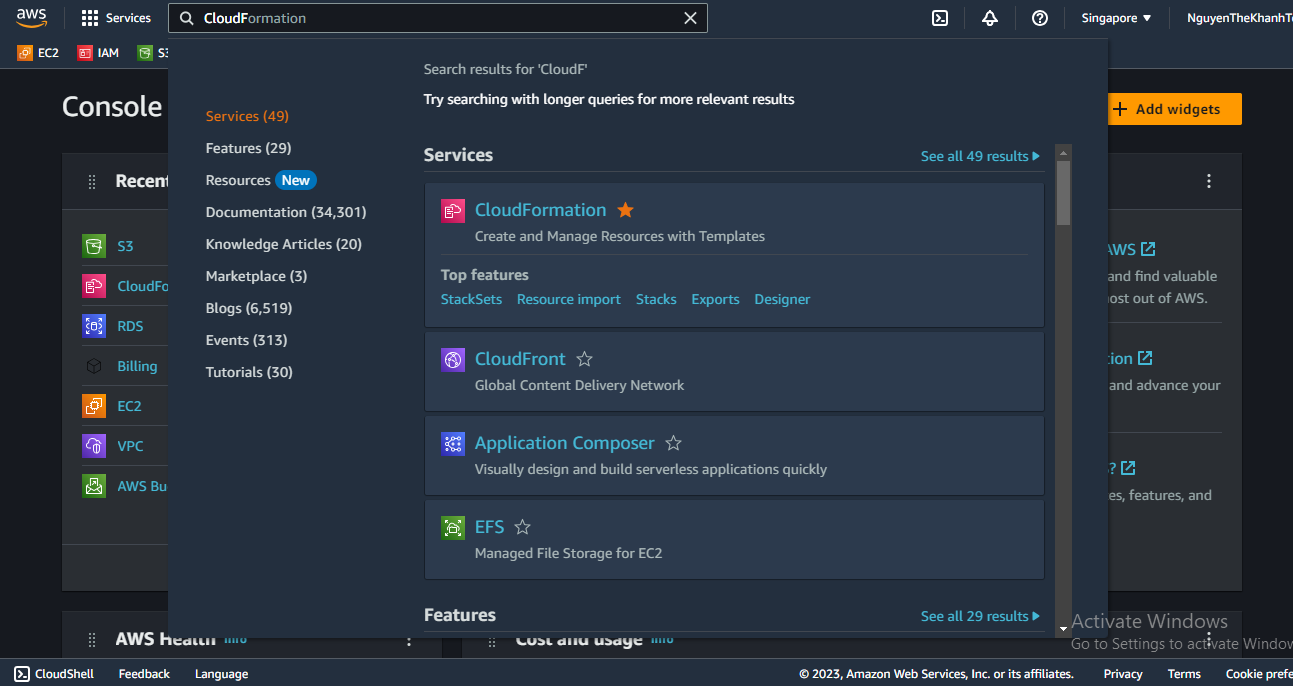 aws Services CloudFormation Singapore NguyenTheKhanhT
EC2 IAM S3
Console
Add widgets
Search results for 'CloudF'
Try searching with longer queries for more relevant results
Services (49)
Features (29)
Resources New
Documentation (34,301)
Knowledge Articles (20)
Marketplace (3)
Blogs (6,519)
Events (313)
Tutorials (30)
Services See all 49 results
CloudFormation
Create and Manage Resources with Templates
Top features
StackSets Resource import Stacks Exports Designer
CloudFront
Global Content Delivery Network
Application Composer
Visually design and build serverless applications quickly
EFS
Managed File Storage for EC2
Features See all 29 results
Recent
S3
CloudFo
RDS
Billing
EC2
VPC
AWS Bu
AWS
and find valuable
ost out of AWS.
tion
and advance your
s?
es, features, and
AWS Health Info
Cost and usage Info
Activate Windows
Go to Settings to activate Window
CloudShell Feedback Language © 2023, Amazon Web Services, Inc. or its affiliates. Privacy Terms Cookie prefe